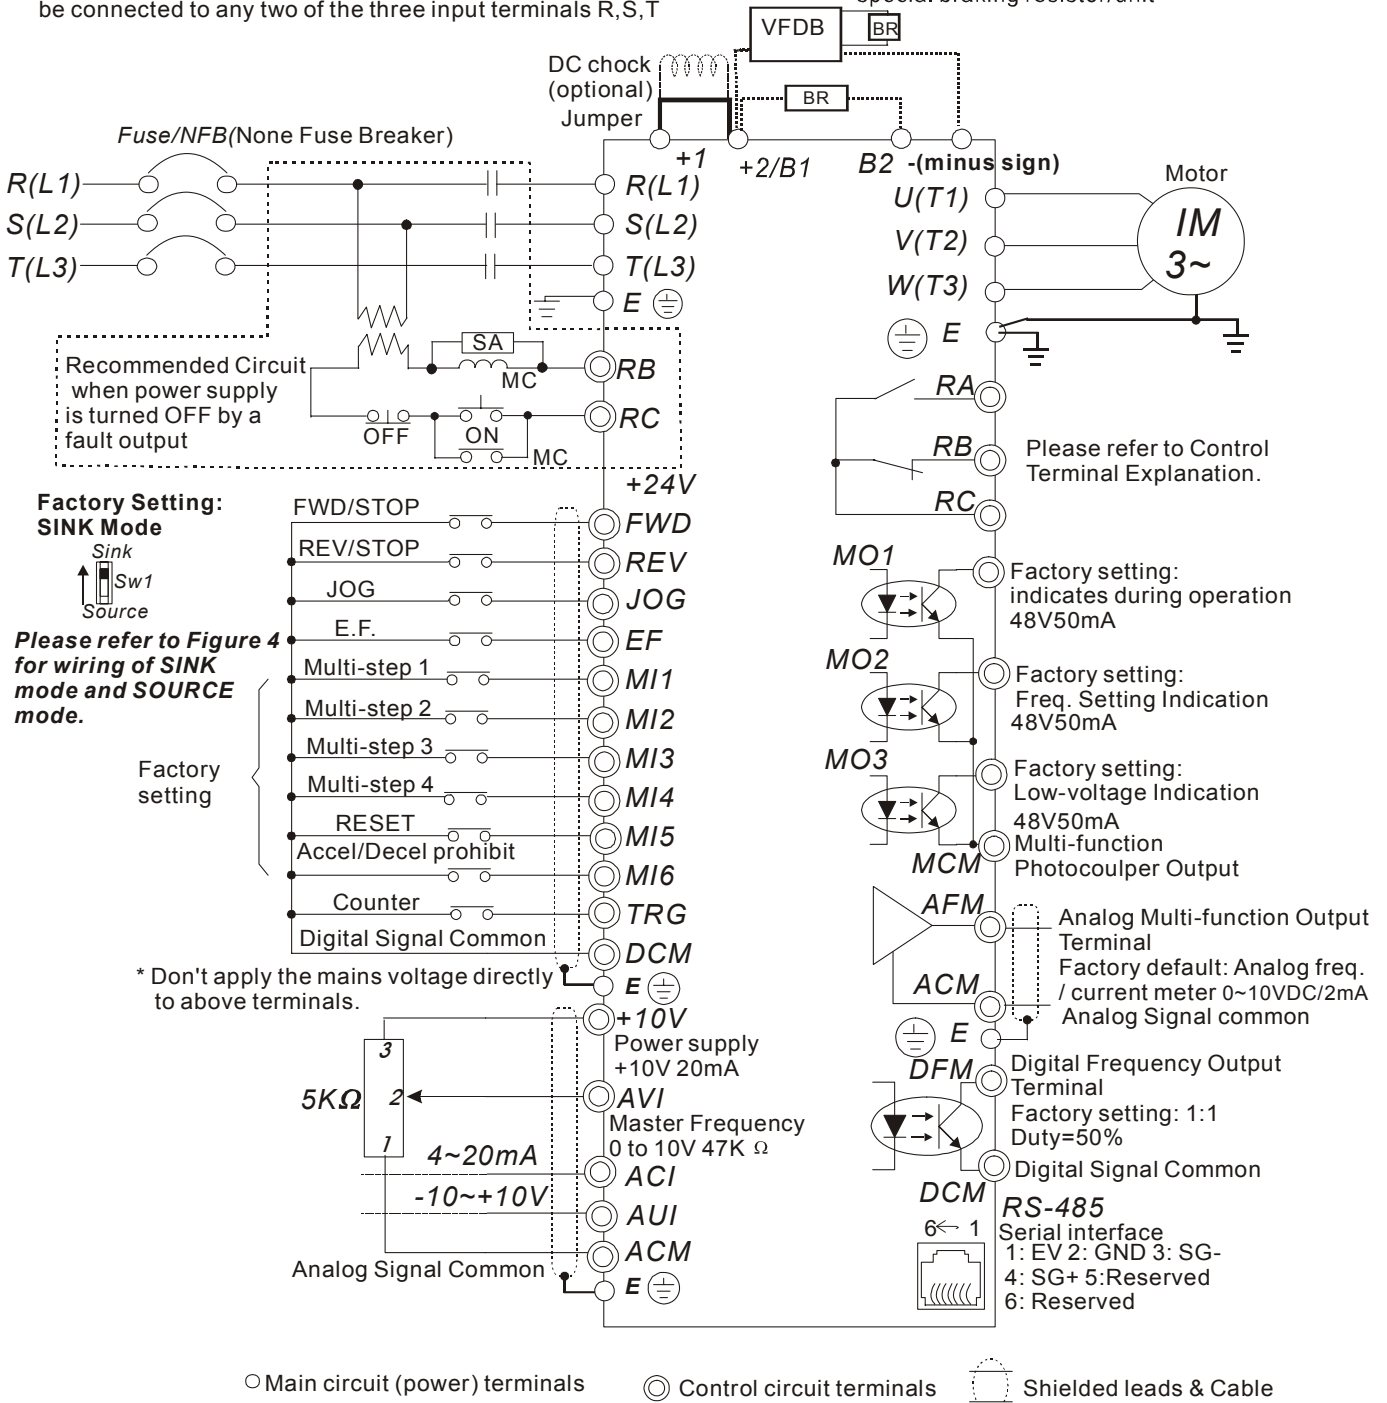 be connected to any two of the three input terminals R,S,T
special braking resistor/unit
VFDB
BR
DC chock
(optional)
Jumper
BR
Fuse/NFB(None Fuse Breaker)
+1
+2/B1
B2
-(minus sign)
Motor
R(L1)
R(L1)
U(T1)
S(L2)
S(L2)
V(T2)
IM
3~
T(L3)
T(L3)
W(T3)
E
E
Recommended Circuit
when power supply
is turned OFF by a
fault output
SA
MC
RB
OFF
ON
RC
MC
RA
RB
RC
Please refer to Control
Terminal Explanation.
+24V
Factory Setting:
SINK Mode
Sink
Sw1
Source
Please refer to Figure 4
for wiring of SINK
mode and SOURCE
mode.
Factory
setting
FWD/STOP
FWD
REV/STOP
REV
JOG
JOG
E.F.
EF
Multi-step 1
MI1
Multi-step 2
MI2
Multi-step 3
MI3
Multi-step 4
MI4
RESET
MI5
Accel/Decel prohibit
MI6
Counter
TRG
Digital Signal Common
DCM
* Don't apply the mains voltage directly
to above terminals.
E
MO1
Factory setting:
indicates during operation
48V50mA
MO2
Factory setting:
Freq. Setting Indication
48V50mA
MO3
Factory setting:
Low-voltage Indication
48V50mA
MCM
Multi-function
Photocoulper Output
AFM
Analog Multi-function Output
Terminal
Factory default: Analog freq.
/ current meter 0~10VDC/2mA
ACM
Analog Signal common
E
+10V
Power supply
+10V 20mA
3
5KΩ
2
1
AVI
Master Frequency
0 to 10V 47K Ω
4~20mA
ACI
-10~+10V
AUI
ACM
Analog Signal Common
E
DFM
Digital Frequency Output
Terminal
Factory setting: 1:1
Duty=50%
Digital Signal Common
DCM
RS-485
Serial interface
6← 1
1: EV 2: GND 3: SG-
4: SG+ 5:Reserved
6: Reserved
Main circuit (power) terminals
Control circuit terminals
Shielded leads & Cable